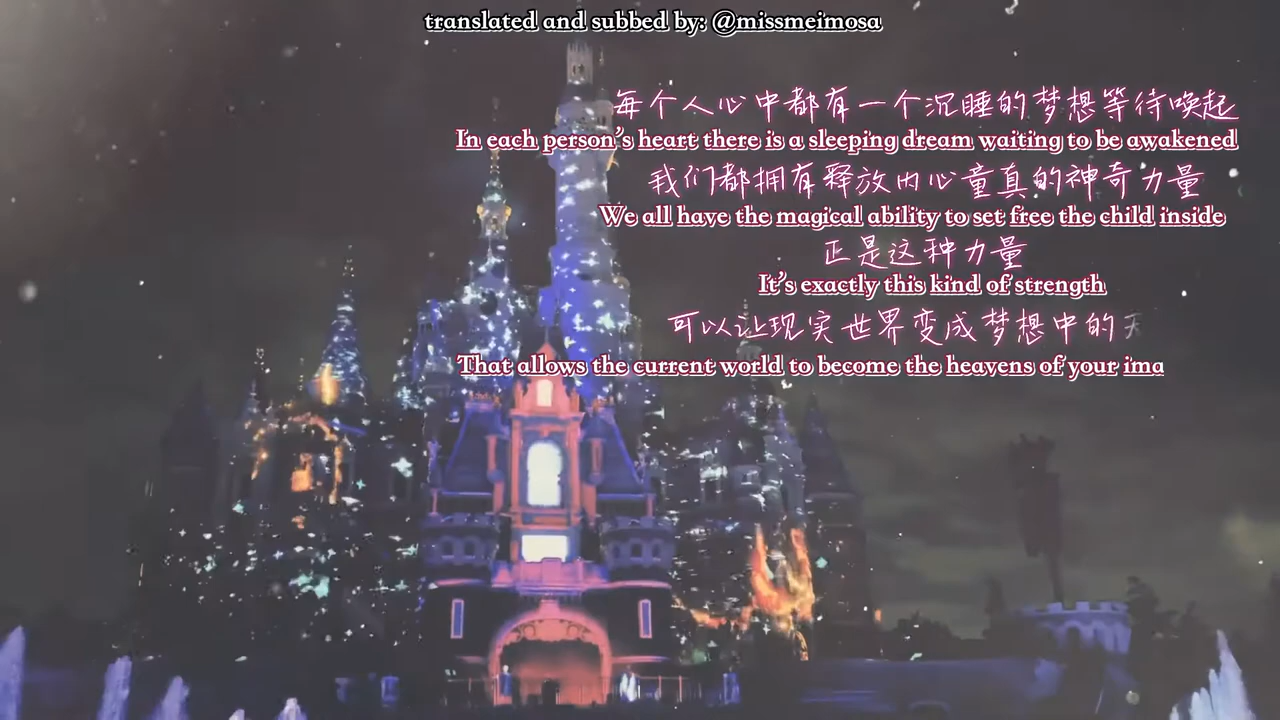 translated and subbed by: @missmeimosa
每个人心中都有一个沉睡的梦想等待唤起
In each person's heart there is a sleeping dream waiting to be awakened
我们都拥有释放内心童真的神奇力量
We all have the magical ability to set free the child inside
正是这种力量
It's exactly this kind of strength
可以让现实世界变成梦想中的天
That allows the current world to become the heavens of your ima